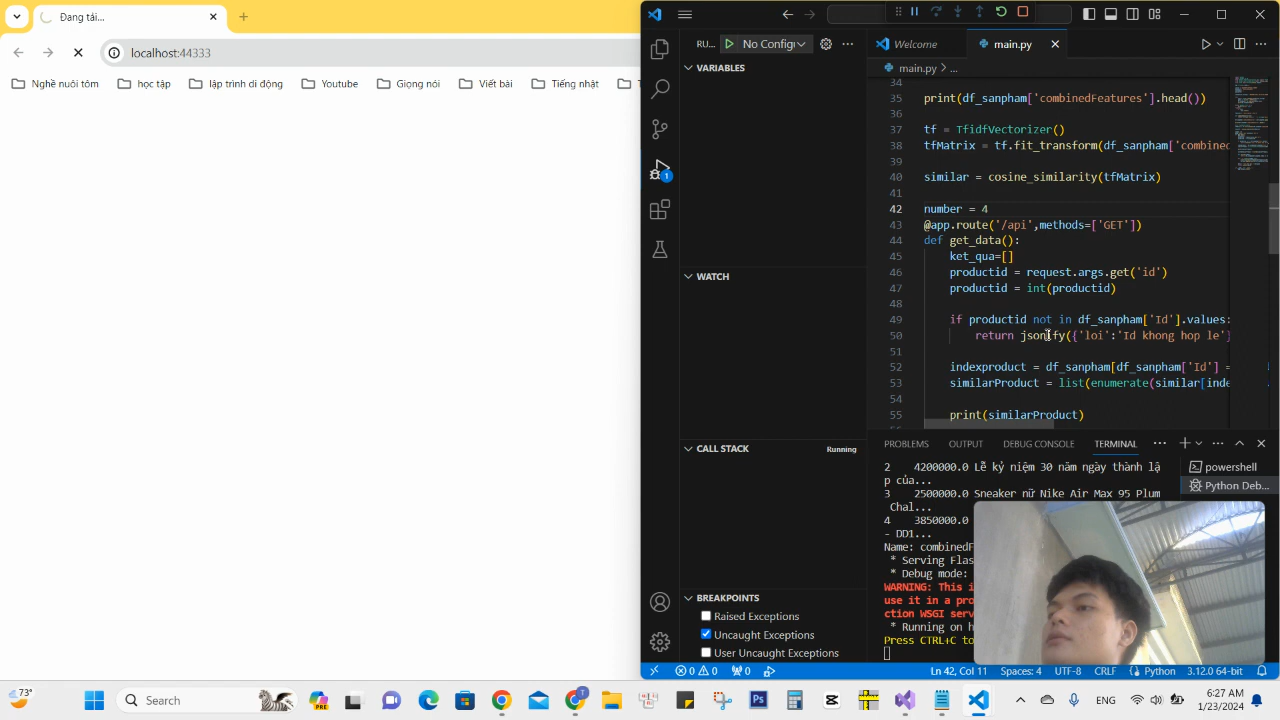 Đang tải...
localhost:44333
Nghề nuôi tôm
học tập
lập trình di động
Youtube
Giọng nói
Viết bài
Tiếng nhật
RU...
No Configu
VARIABLES
WATCH
CALL STACK
Running
BREAKPOINTS
Raised Exceptions
Uncaught Exceptions
User Uncaught Exceptions
Welcome
main.py
main.py > ...
34
35 print(df_sanpham['combinedFeatures'].head())
36
37 tf = TfidfVectorizer()
38 tfMatrix = tf.fit_transform(df_sanpham['combined
39
40 similar = cosine_similarity(tfMatrix)
41
42 number = 4
43 @app.route('/api',methods=['GET'])
44 def get_data():
45 ket_qua=[]
46 productid = request.args.get('id')
47 productid = int(productid)
48
49 if productid not in df_sanpham['Id'].values:
50 return jsonify({'loi':'Id khong hop le'}
51
52 indexproduct = df_sanpham[df_sanpham['Id'] =
53 similarProduct = list(enumerate(similar[inde
54
55 print(similarProduct)
PROBLEMS
OUTPUT
DEBUG CONSOLE
TERMINAL
powershell
Python Deb...
2 4200000.0 Lễ kỷ niệm 30 năm ngày thành lậ
p của...
3 2500000.0 Sneaker nữ Nike Air Max 95 Plum
Chal...
4 3850000.0
- DD1...
Name: combinedF
* Serving Flas
* Debug mode:
WARNING: This i
use it in a pro
ction WSGI serv
* Running on h
Press CTRL+C to
1
0 0
0
Ln 42, Col 11
Spaces: 4
UTF-8
CRLF
Python
3.12.0 64-bit
73°
Search
ENG
6:27 AM
1/23/2024